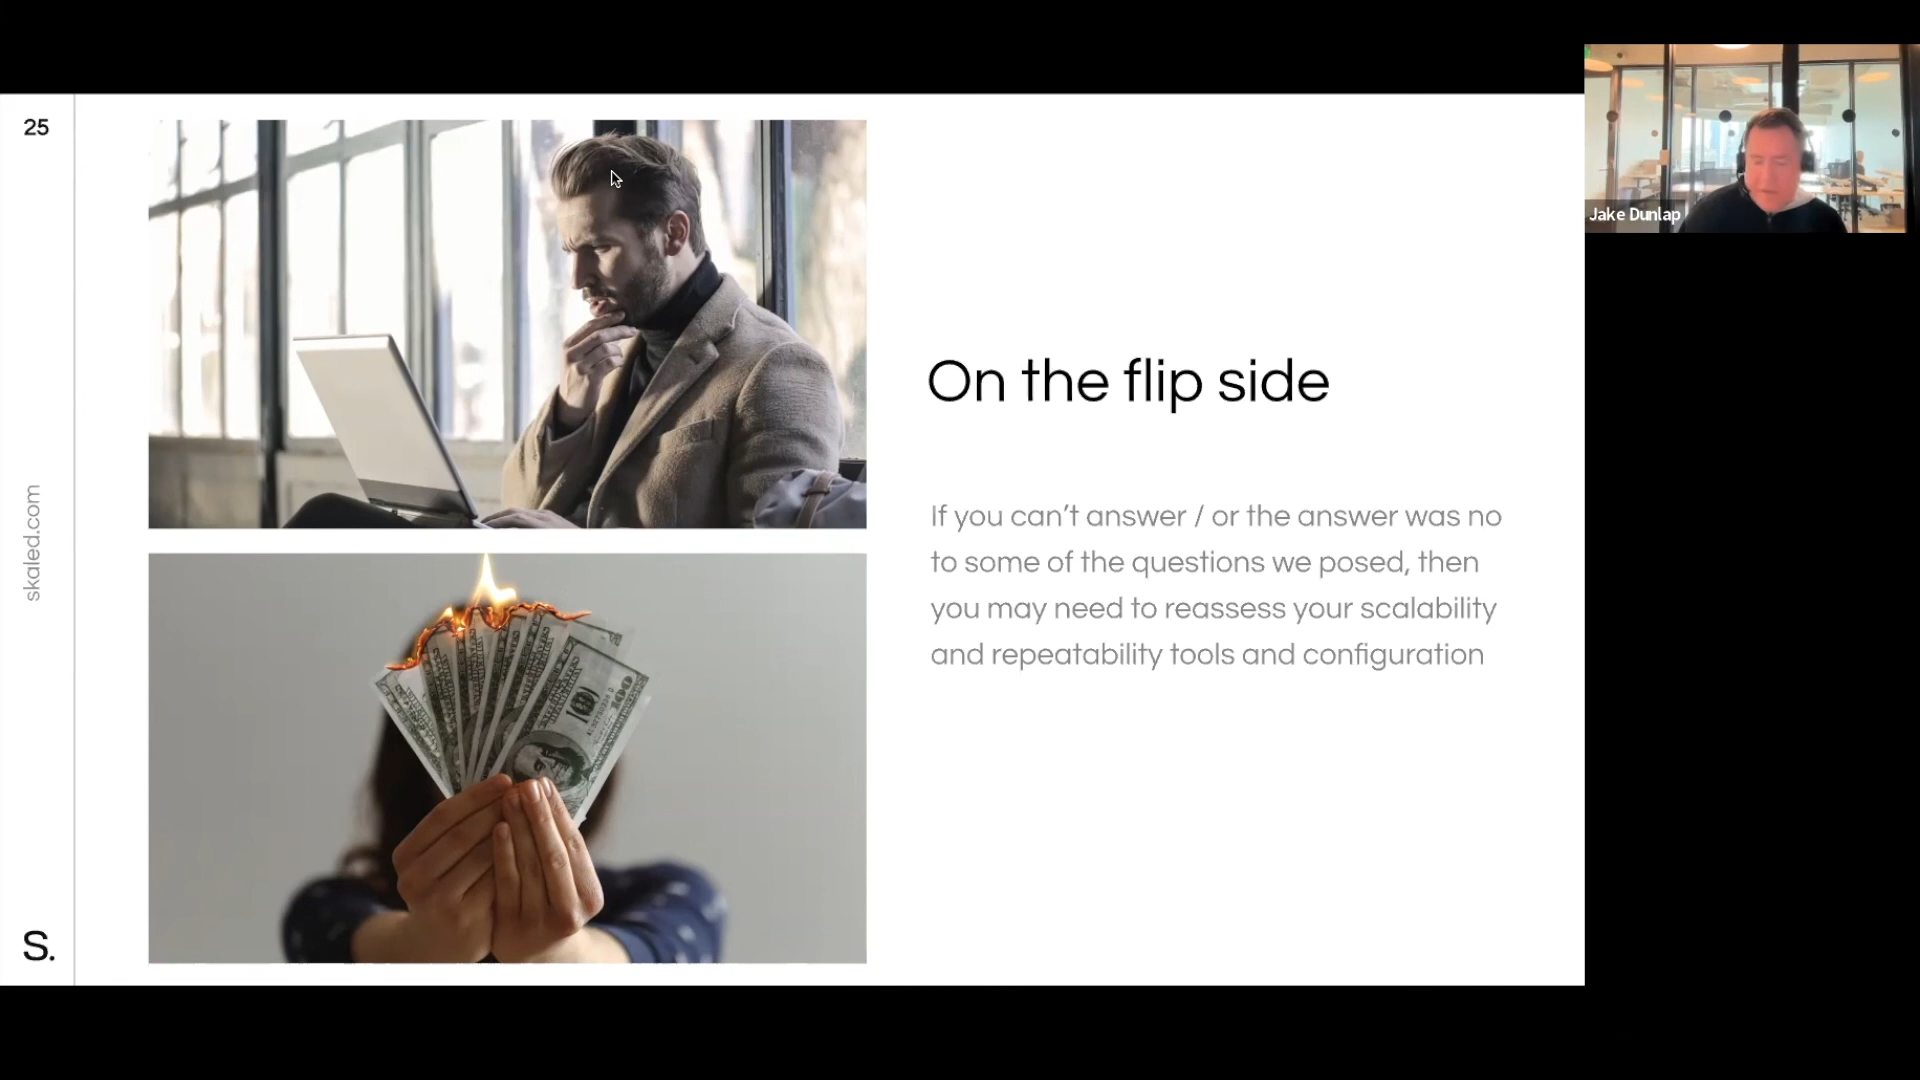 25
skaled.com
S.
On the flip side
If you can't answer / or the answer was no
to some of the questions we posed, then
you may need to reassess your scalability
and repeatability tools and configuration
100
100
Jake Dunlap